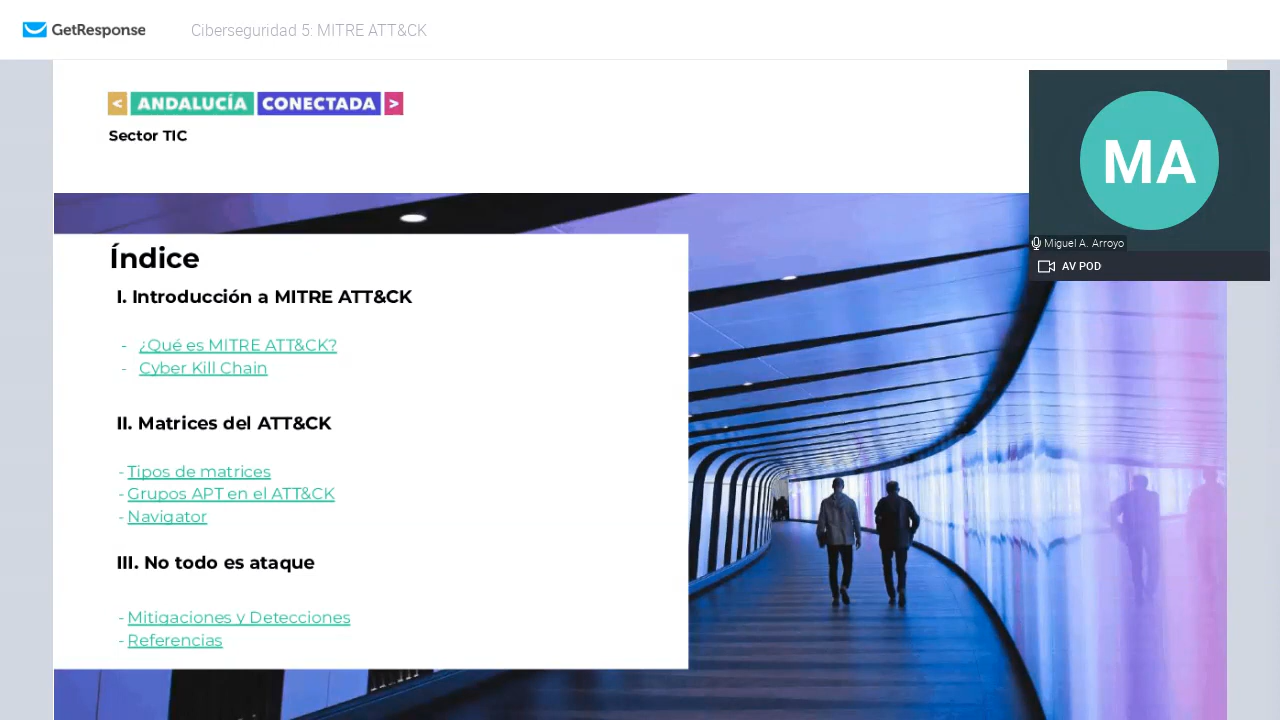 GetResponse
Ciberseguridad 5: MITRE ATT&CK
< ANDALUCÍA CONECTADA >
Sector TIC
MA
Miguel A. Arroyo
AV POD
Índice
I. Introducción a MITRE ATT&CK
- ¿Qué es MITRE ATT&CK?
- Cyber Kill Chain
II. Matrices del ATT&CK
- Tipos de matrices
- Grupos APT en el ATT&CK
- Navigator
III. No todo es ataque
- Mitigaciones y Detecciones
- Referencias